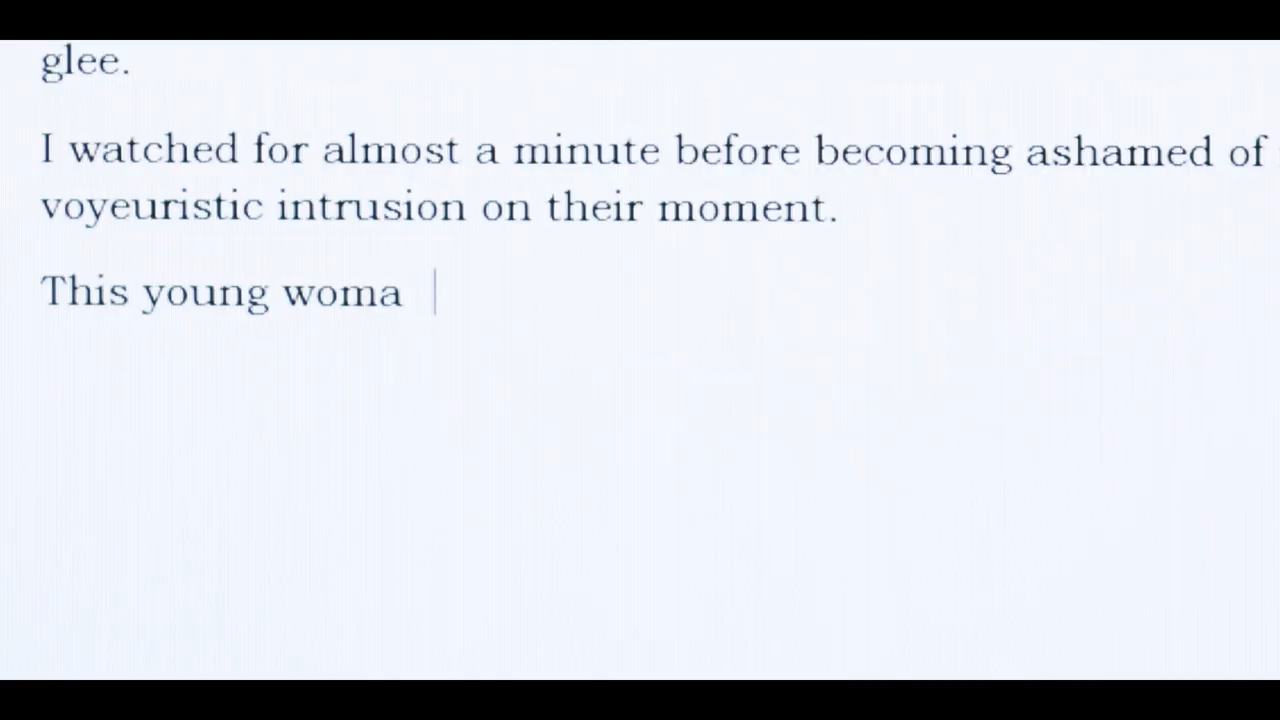 glee.
I watched for almost a minute before becoming ashamed of
voyeuristic intrusion on their moment.
This young woma